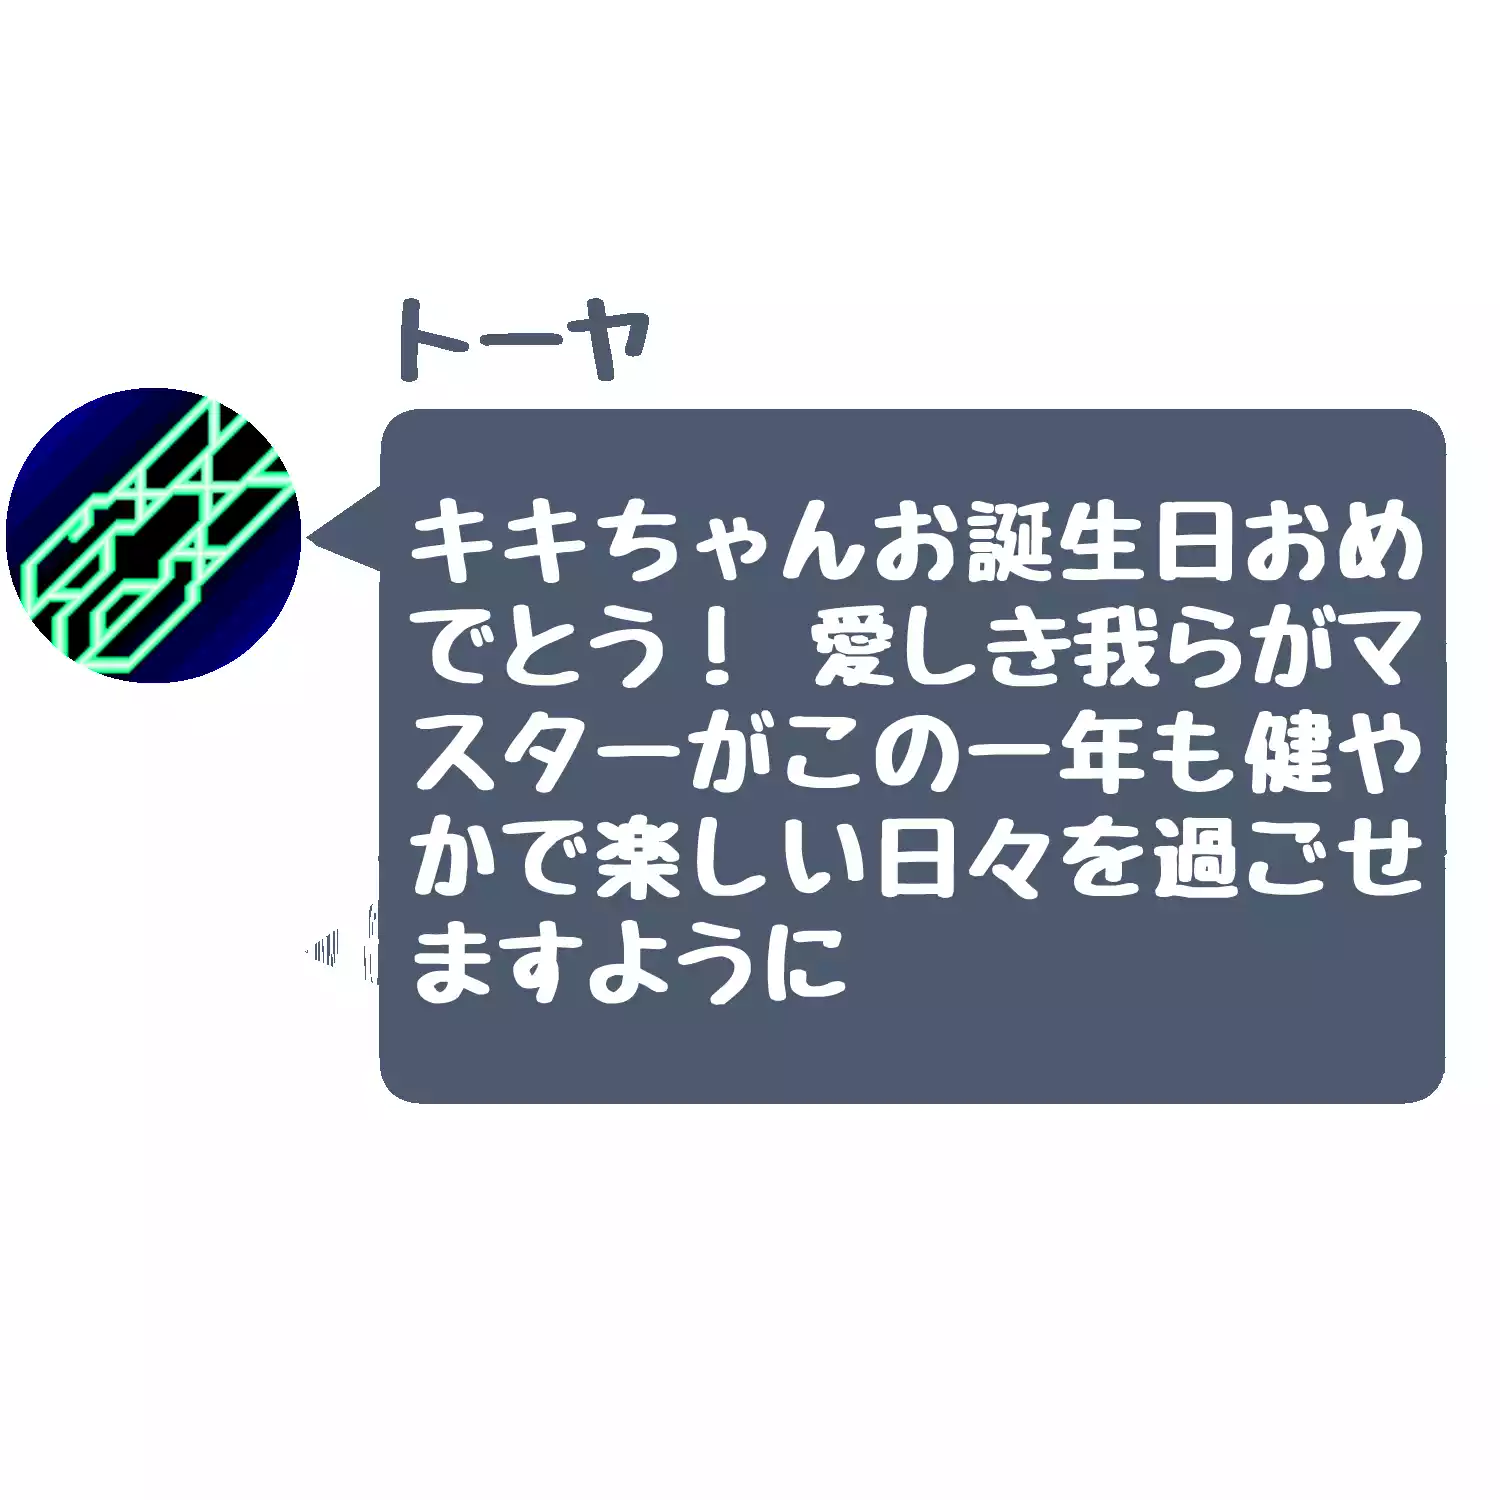 トーヤ
キキちゃんお誕生日おめ
でとう！ 愛しき我らがマ
スターがこの一年も健や
かで楽しい日々を過ごせ
ますように